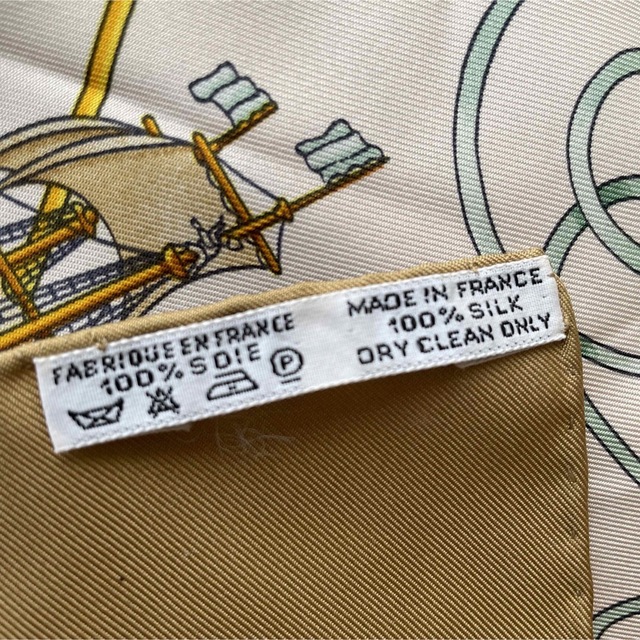 FABRIQUE EN FRANCE
100% SOIE
P
MADE IN FRANCE
100% SILK
DRY CLEAN ONLY